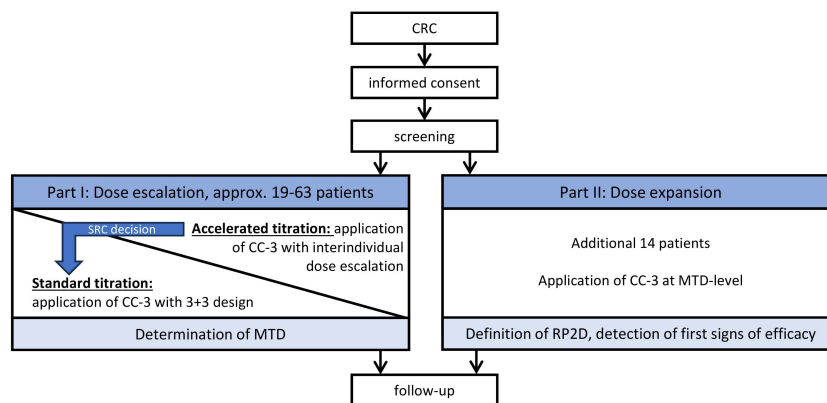 CRC
informed consent
screening
Part I: Dose escalation, approx. 19-63 patients
SRC decision
Accelerated titration: application
of CC-3 with interindividual
dose escalation
Standard titration:
application of CC-3 with 3+3 design
Determination of MTD
Part II: Dose expansion
Additional 14 patients
Application of CC-3 at MTD-level
Definition of RP2D, detection of first signs of efficacy
follow-up